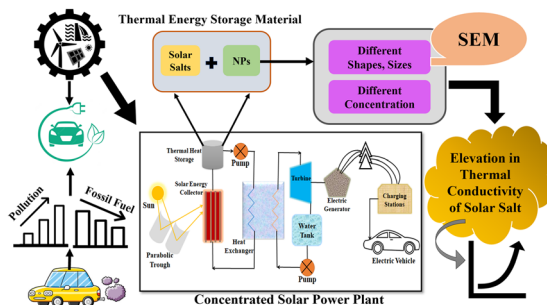 Thermal Energy Storage Material
Solar
Salts
+
NPs
Different
Shapes, Sizes
Different
Concentration
SEM
Pollution
Fossil Fuel
Thermal Heat
Storage
Pump
Solar Energy
Collector
Sun
Parabolic
Trough
Heat
Exchanger
Turbine
Water
Tank
Pump
Electric
Generator
Charging
Stations
Electric Vehicle
Elevation in
Thermal
Conductivity
of Solar Salt
Concentrated Solar Power Plant